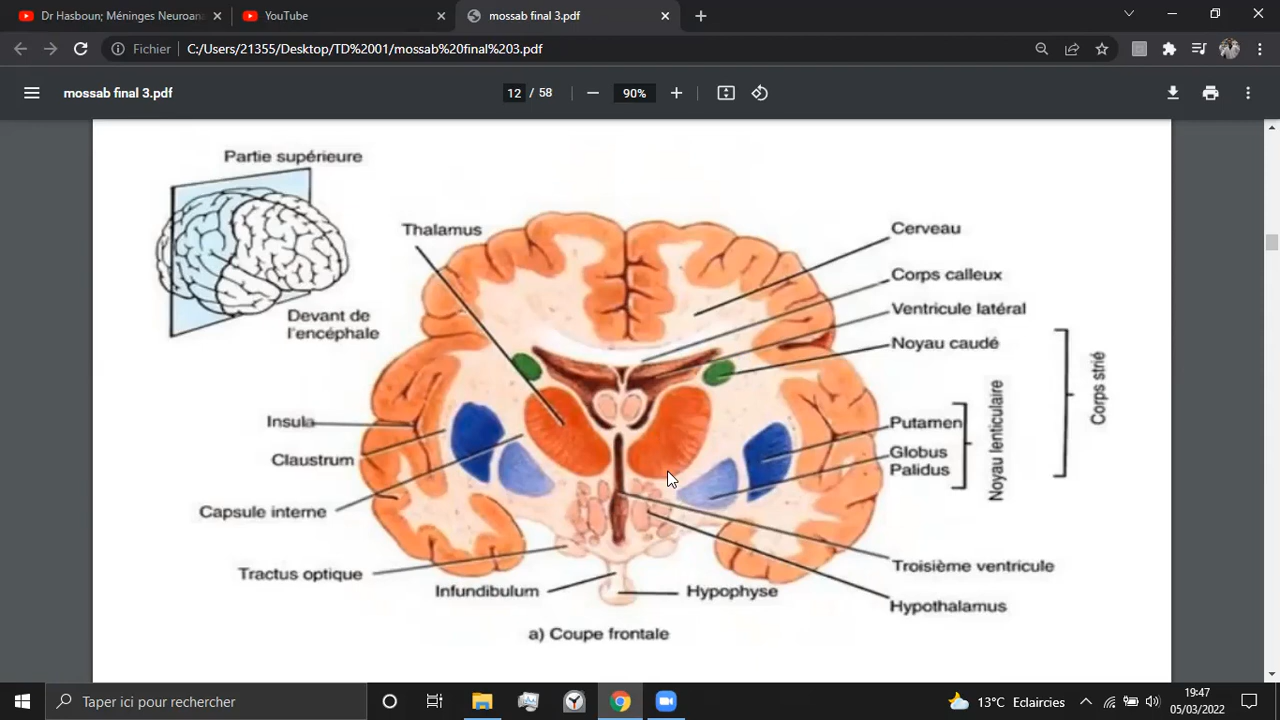 Dr Hasboun; Méninges Neuroana
YouTube
mossab final 3.pdf
Fichier
C:/Users/21355/Desktop/TD%2001/mossab%20final%203.pdf
mossab final 3.pdf
12 / 58
90%
Partie supérieure
Devant de
l'encéphale
Thalamus
Insula
Claustrum
Capsule interne
Tractus optique
Infundibulum
Cerveau
Corps calleux
Ventricule latéral
Noyau caudé
Putamen
Globus
Palidus
Noyau lenticulaire
Corps strié
Troisième ventricule
Hypothalamus
Hypophyse
a) Coupe frontale
Taper ici pour rechercher
13°C Eclaircies
19:47
05/03/2022